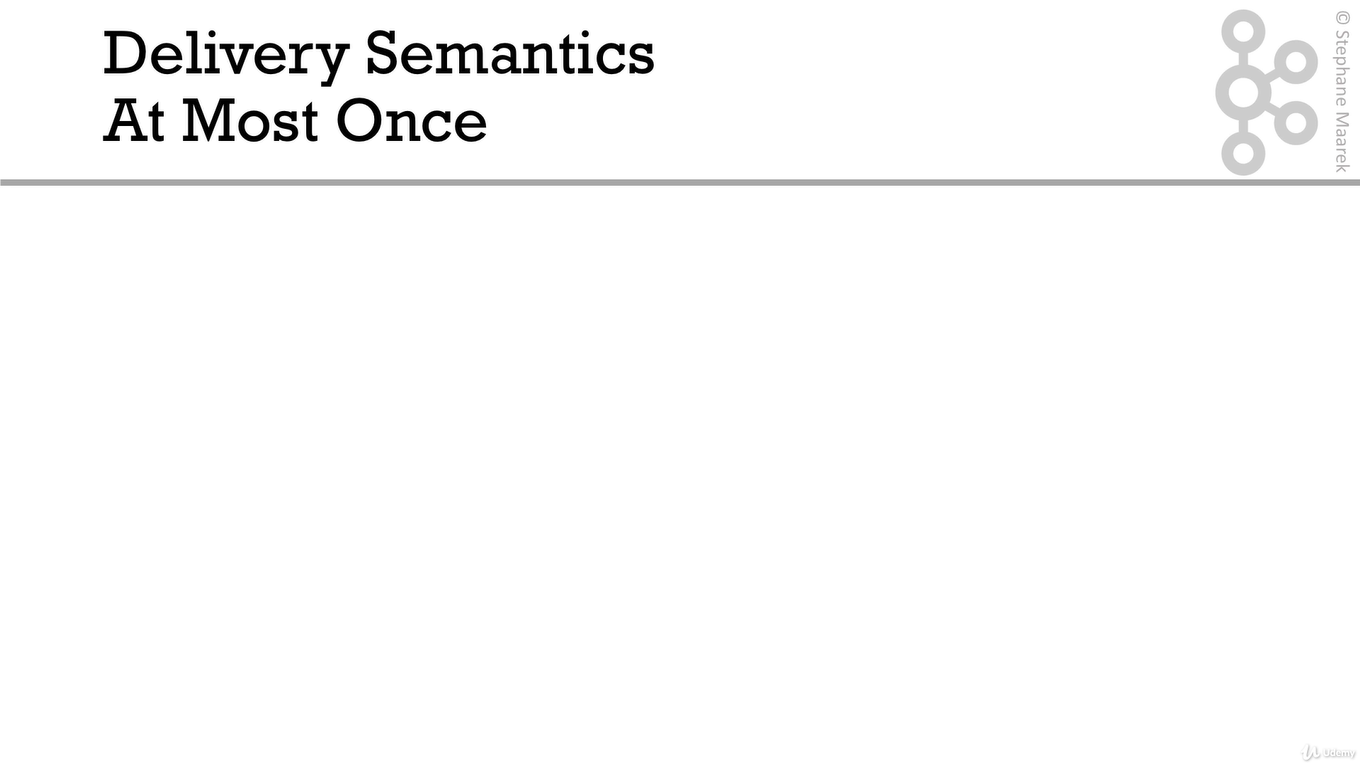 Delivery Semantics
At Most Once
© Stephane Maarek
Udemy